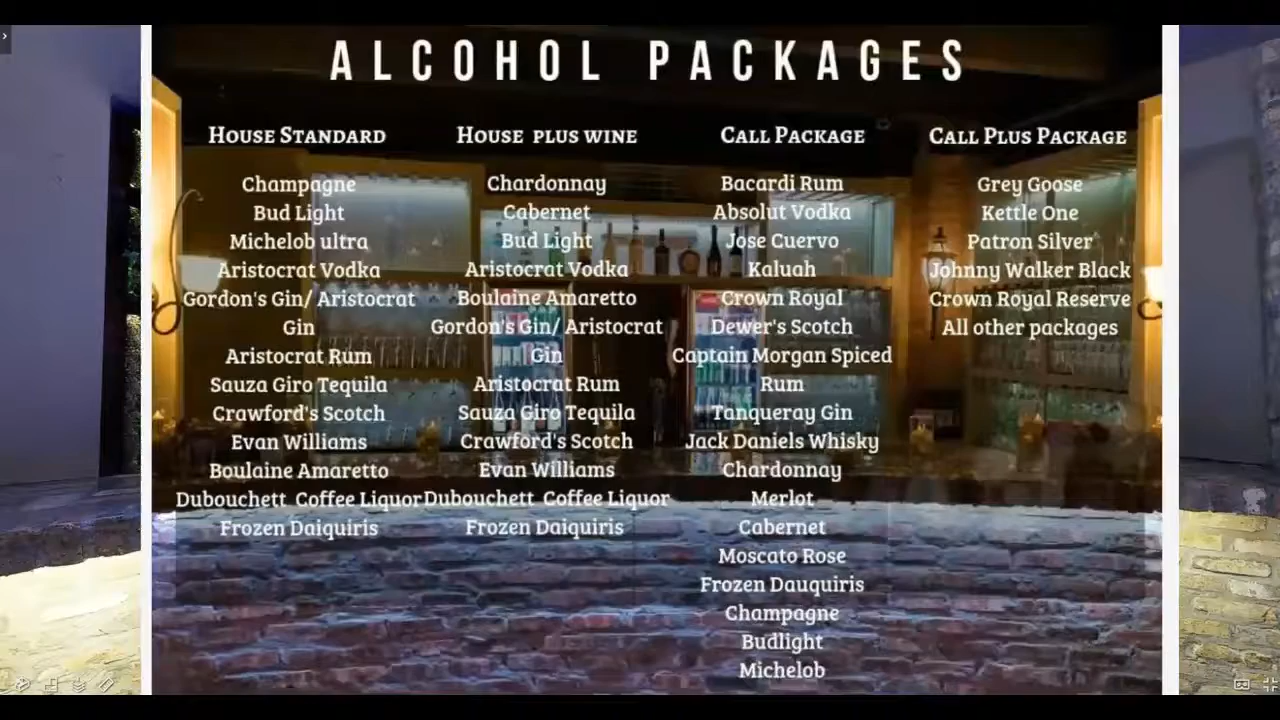 ALCOHOL PACKAGES
House Standard
Champagne
Bud Light
Michelob ultra
Aristocrat Vodka
Gordon's Gin/ Aristocrat
Gin
Aristocrat Rum
Sauza Giro Tequila
Crawford's Scotch
Evan Williams
Boulaine Amaretto
Dubouchett Coffee Liquor
Frozen Daiquiris
House plus wine
Chardonnay
Cabernet
Bud Light
Aristocrat Vodka
Boulaine Amaretto
Gordon's Gin/ Aristocrat
Gin
Aristocrat Rum
Sauza Giro Tequila
Crawford's Scotch
Evan Williams
Dubouchett Coffee Liquor
Frozen Daiquiris
Call Package
Bacardi Rum
Absolut Vodka
Jose Cuervo
Kaluah
Crown Royal
Dewer's Scotch
Captain Morgan Spiced
Rum
Tanqueray Gin
Jack Daniels Whisky
Chardonnay
Merlot
Cabernet
Moscato Rose
Frozen Dauquiris
Champagne
Budlight
Michelob
Call Plus Package
Grey Goose
Kettle One
Patron Silver
Johnny Walker Black
Crown Royal Reserve
All other packages